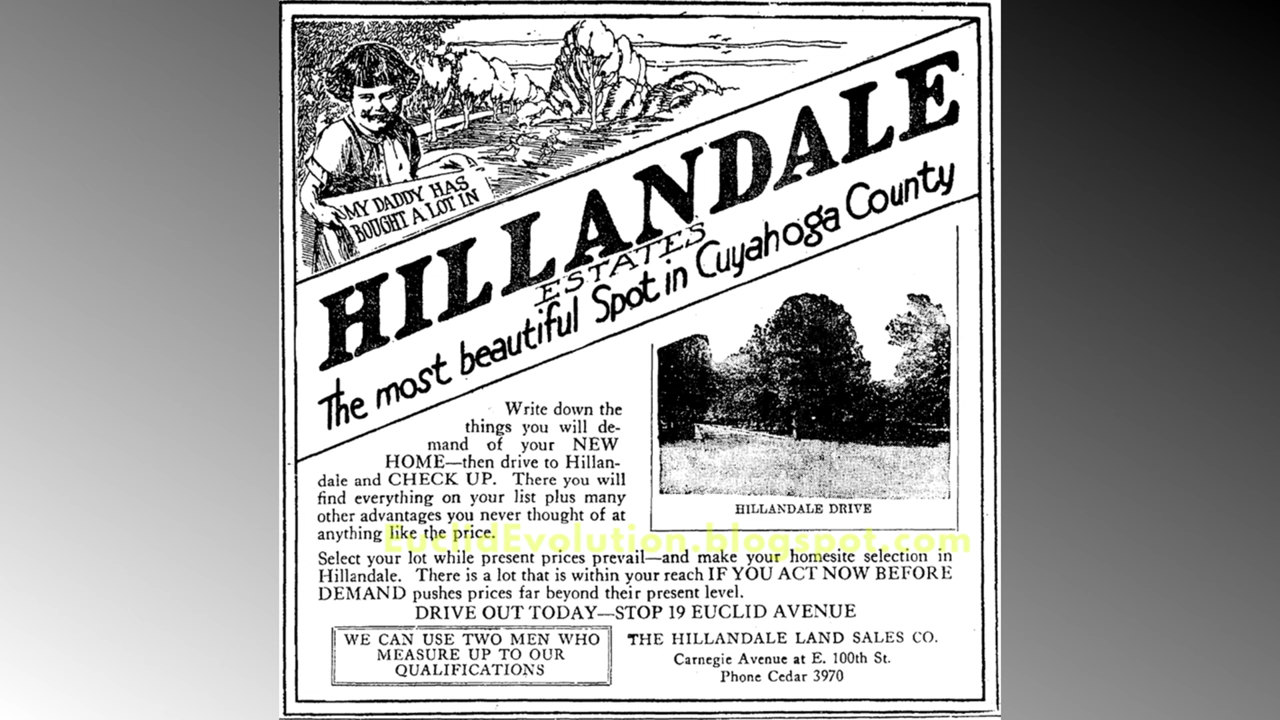 MY DADDY HAS
BOUGHT A LOT IN
HILLANDALE
ESTATES
The most beautiful Spot in Cuyahoga County
Write down the
things you will de-
mand of your NEW
HOME—then drive to Hillan-
dale and CHECK UP. There you will
find everything on your list plus many
other advantages you never thought of at
anything like the price.
HILLANDALE DRIVE
EuclidEvolution.blogspot.com
Select your lot while present prices prevail—and make your homesite selection in
Hillandale. There is a lot that is within your reach IF YOU ACT NOW BEFORE
DEMAND pushes prices far beyond their present level.
DRIVE OUT TODAY—STOP 19 EUCLID AVENUE
WE CAN USE TWO MEN WHO
MEASURE UP TO OUR
QUALIFICATIONS
THE HILLANDALE LAND SALES CO.
Carnegie Avenue at E. 100th St.
Phone Cedar 3970